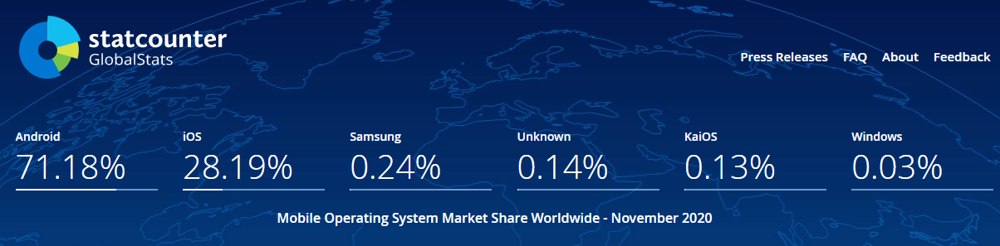 statcounter
GlobalStats
Press Releases FAQ About Feedback
Android iOS Samsung Unknown KaiOS Windows
71.18% 28.19% 0.24% 0.14% 0.13% 0.03%
Mobile Operating System Market Share Worldwide - November 2020